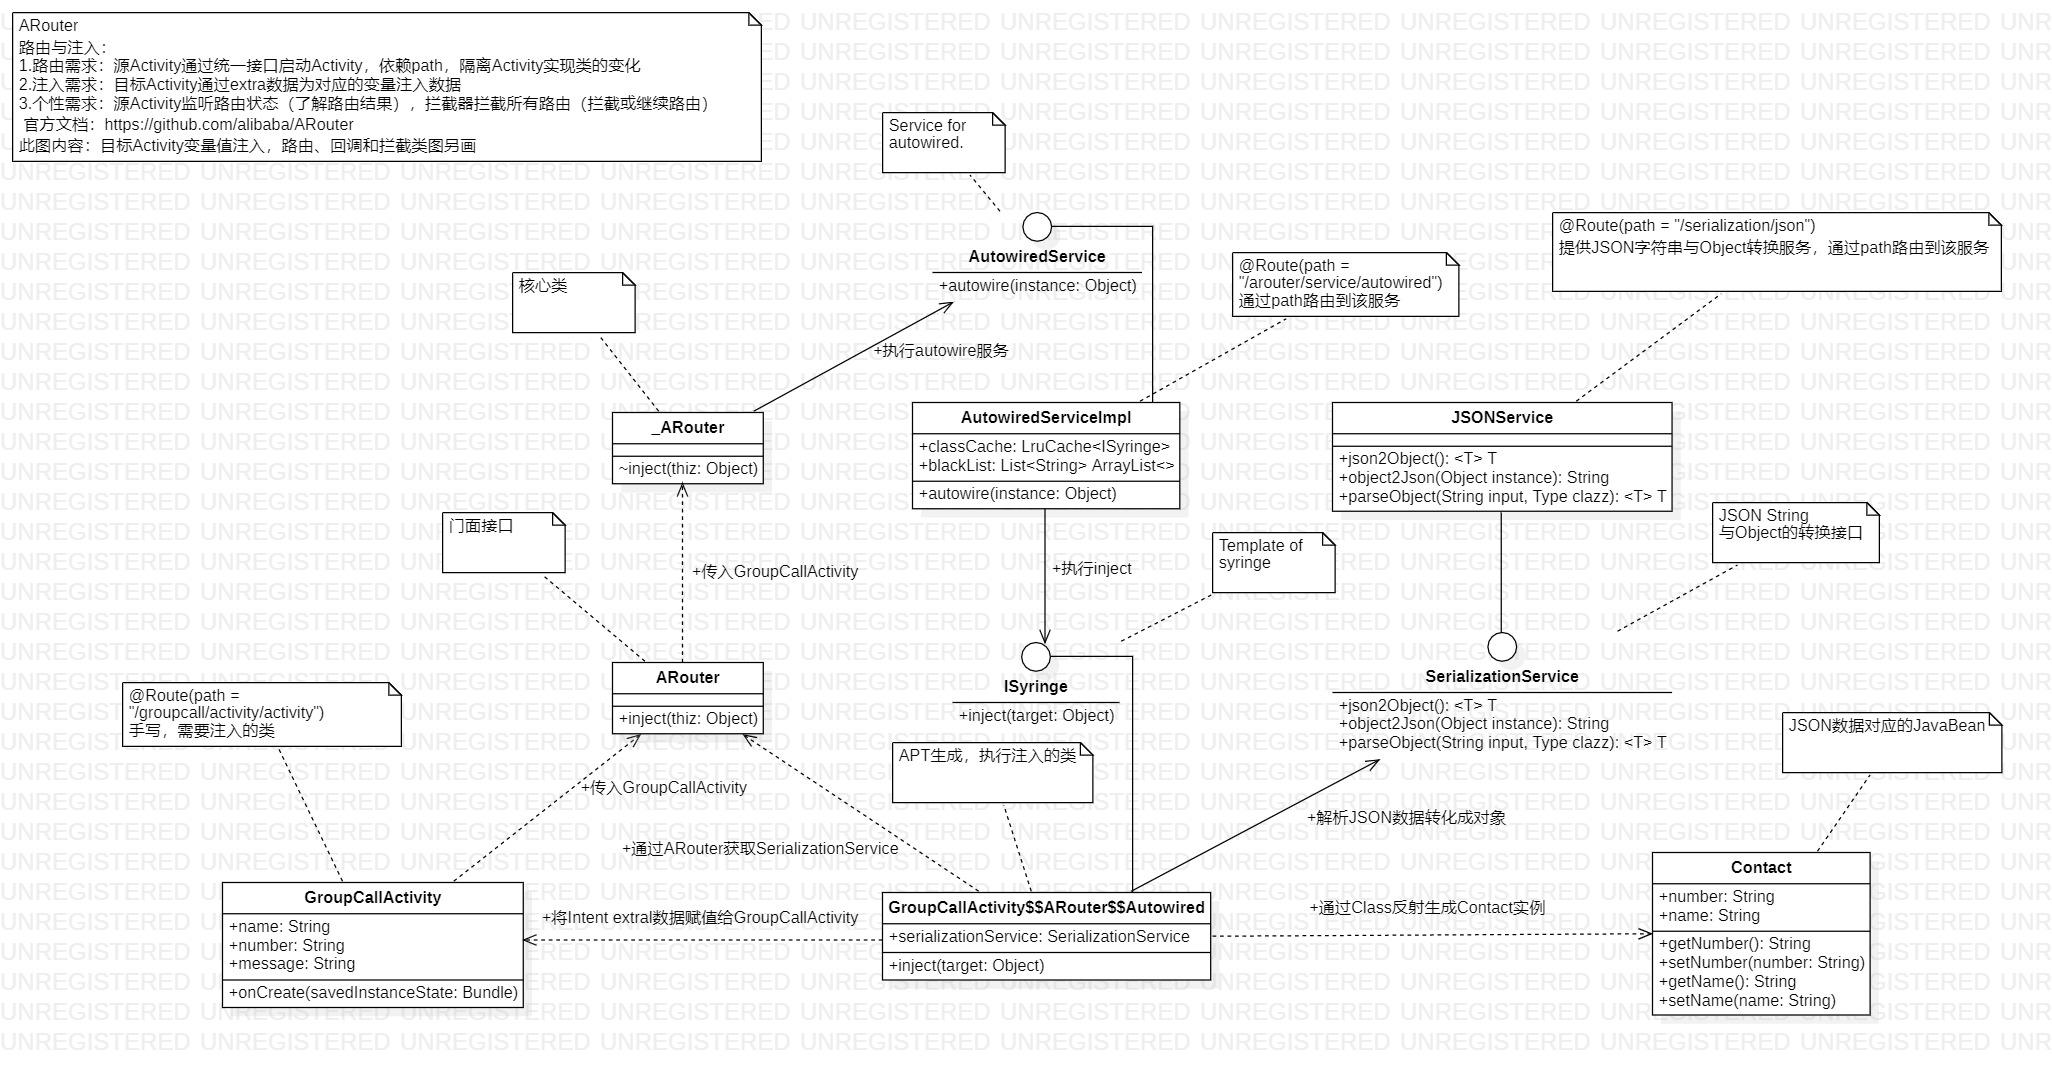 ARouter
路由与注入：
1.路由需求：源Activity通过统一接口启动Activity，依赖path，隔离Activity实现类的变化
2.注入需求：目标Activity通过extra数据为对应的变量注入数据
3.个性需求：源Activity监听路由状态（了解路由结果），拦截器拦截所有路由（拦截或继续路由）
官方文档：https://github.com/alibaba/ARouter
此图内容：目标Activity变量值注入，路由、回调和拦截类图另画
Service for
autowired.
AutowiredService
+autowire(instance: Object)
@Route(path =
"/arouter/service/autowired")
通过path路由到该服务
@Route(path = "/serialization/json")
提供JSON字符串与Object转换服务，通过path路由到该服务
核心类
+执行autowire服务
_ARouter
~inject(thiz: Object)
AutowiredServiceImpl
+classCache: LruCache<ISyringe>
+blackList: List<String> ArrayList<>
+autowire(instance: Object)
JSONService
+json2Object(): <T> T
+object2Json(Object instance): String
+parseObject(String input, Type clazz): <T> T
门面接口
+传入GroupCallActivity
+执行inject
Template of
syringe
JSON String
与Object的转换接口
ARouter
+inject(thiz: Object)
ISyringe
+inject(target: Object)
SerializationService
+json2Object(): <T> T
+object2Json(Object instance): String
+parseObject(String input, Type clazz): <T> T
@Route(path =
"/groupcall/activity/activity")
手写，需要注入的类
APT生成，执行注入的类
JSON数据对应的JavaBean
+传入GroupCallActivity
+通过ARouter获取SerializationService
+解析JSON数据转化成对象
GroupCallActivity
+name: String
+number: String
+message: String
+onCreate(savedInstanceState: Bundle)
+将Intent extral数据赋值给GroupCallActivity
GroupCallActivity$$ARouter$$Autowired
+serializationService: SerializationService
+inject(target: Object)
+通过Class反射生成Contact实例
Contact
+number: String
+name: String
+getNumber(): String
+setNumber(number: String)
+getName(): String
+setName(name: String)